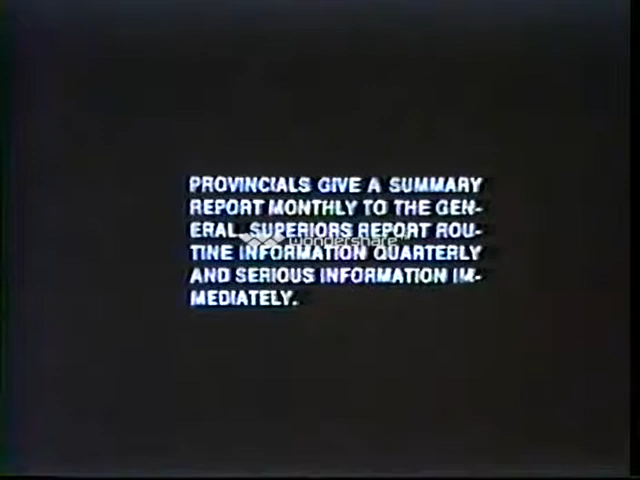 PROVINCIALS GIVE A SUMMARY
REPORT MONTHLY TO THE GEN-
ERAL. SUPERIORS REPORT ROU-
wondershare
TINE INFORMATION QUARTERLY
AND SERIOUS INFORMATION IM-
MEDIATELY.